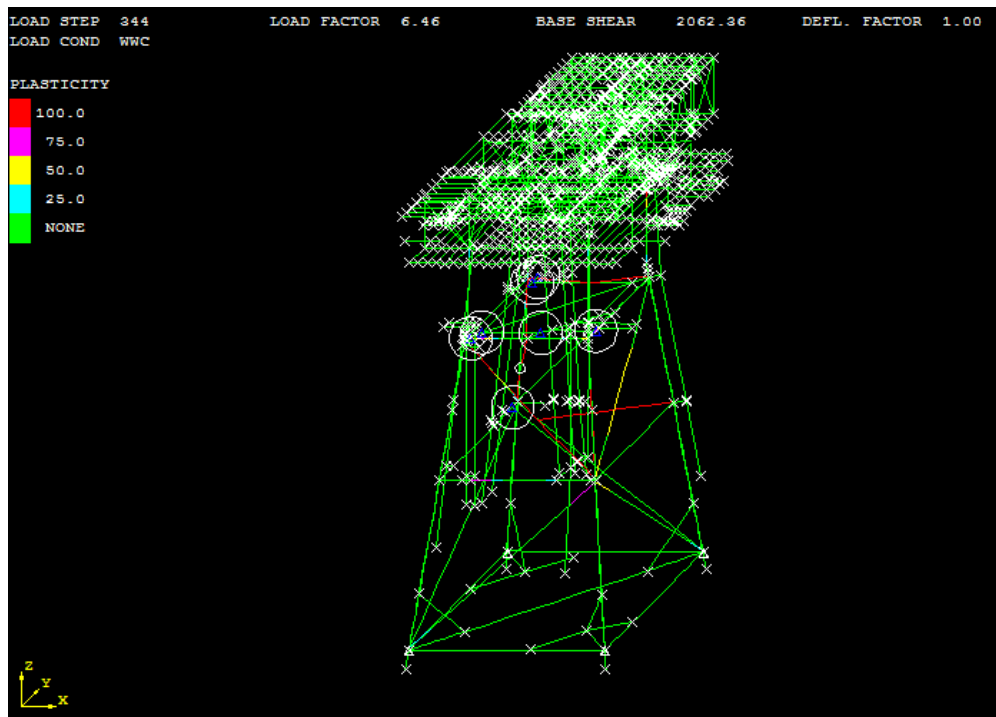 LOAD STEP 344 LOAD FACTOR 6.46 BASE SHEAR 2062.36 DEFL. FACTOR 1.00
LOAD COND WWC
PLASTICITY
100.0
75.0
50.0
25.0
NONE
Z
Y
X